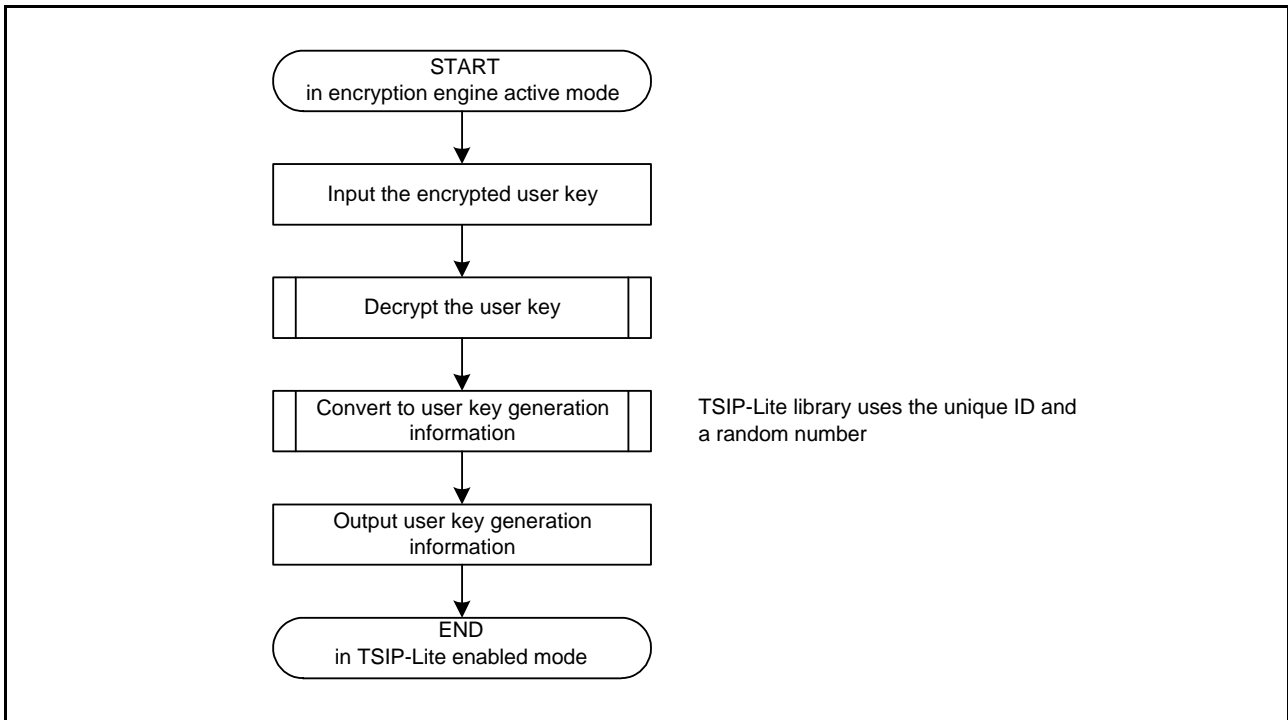 START
in encryption engine active mode
Input the encrypted user key
Decrypt the user key
Convert to user key generation
information
TSIP-Lite library uses the unique ID and
a random number
Output user key generation
information
END
in TSIP-Lite enabled mode